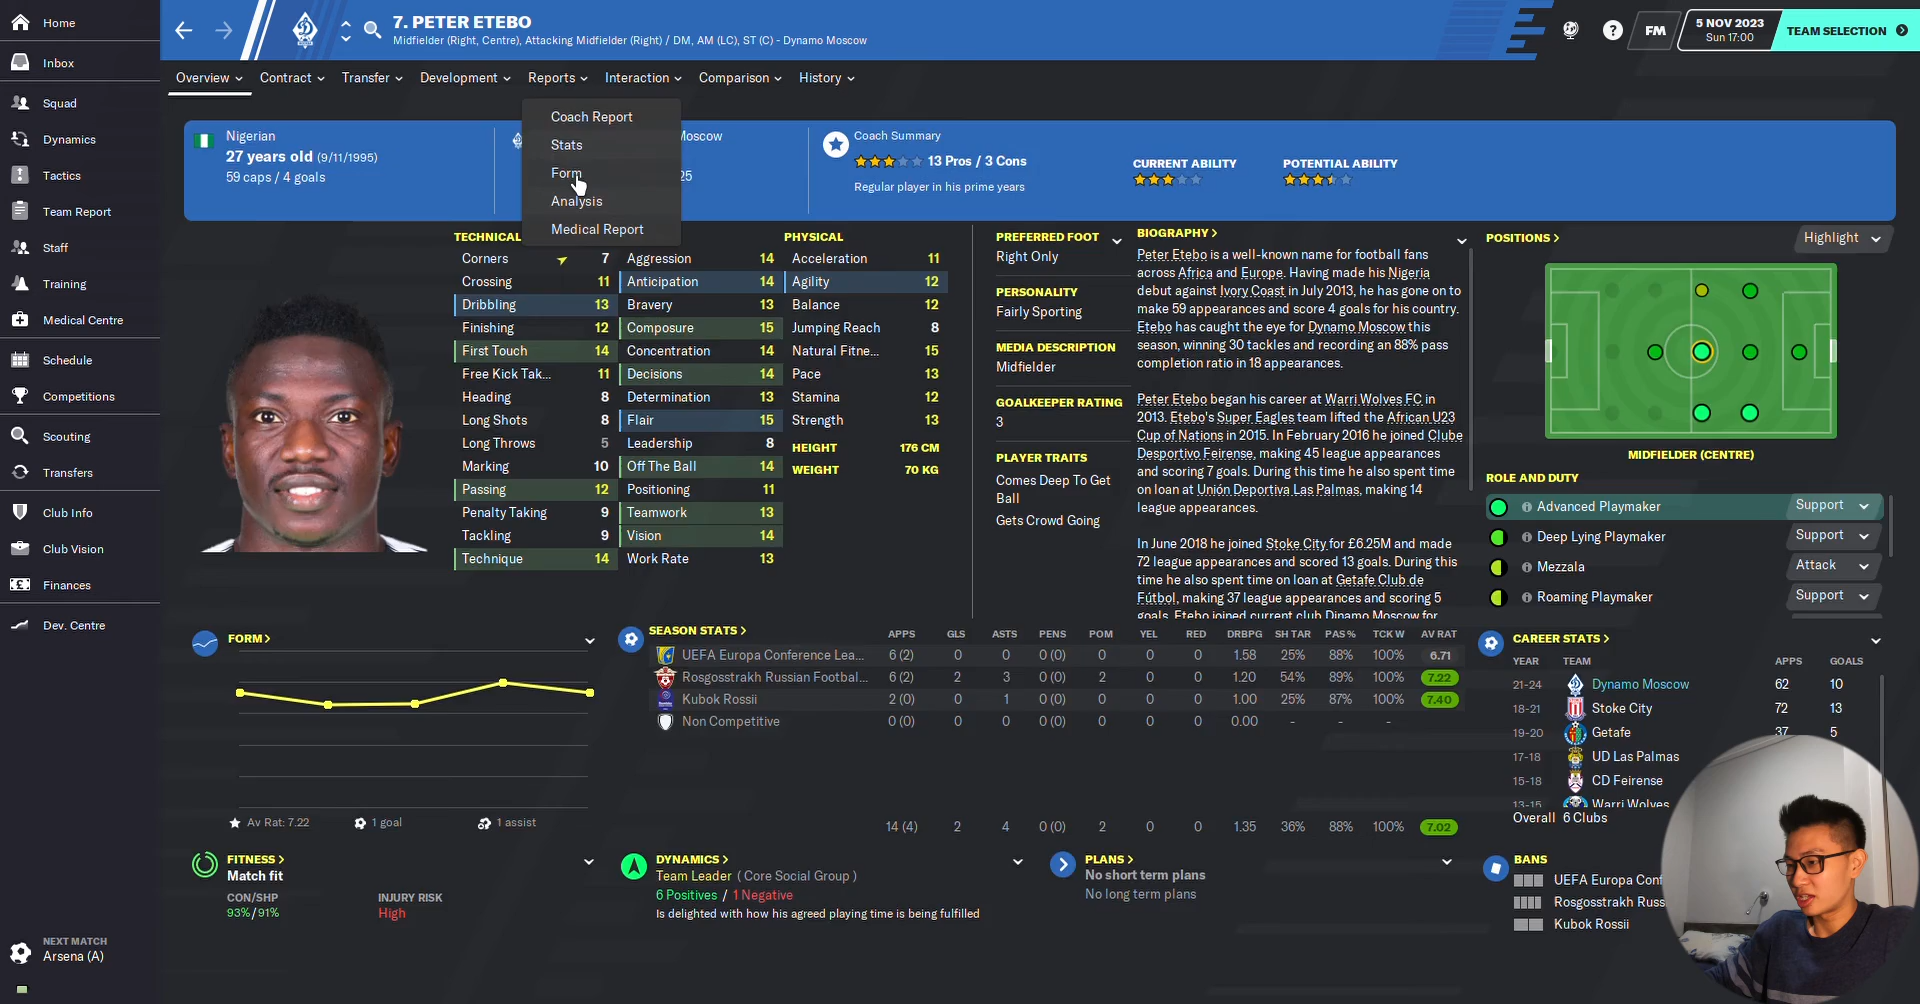 Home
Inbox
Squad
Dynamics
Tactics
Team Report
Staff
Training
Medical Centre
Schedule
Competitions
Scouting
Transfers
Club Info
Club Vision
Finances
Dev. Centre
NEXT MATCH
Arsena (A)
7. PETER ETEBO
Midfielder (Right, Centre), Attacking Midfielder (Right) / DM, AM (LC), ST (C) - Dynamo Moscow
FM
5 NOV 2023
Sun 17:00
TEAM SELECTION
Overview
Contract
Transfer
Development
Reports
Interaction
Comparison
History
Coach Report
Stats
Form
Analysis
Medical Report
Nigerian
27 years old (9/11/1995)
59 caps / 4 goals
Moscow
25
Coach Summary
13 Pros / 3 Cons
Regular player in his prime years
CURRENT ABILITY
POTENTIAL ABILITY
TECHNICAL
Corners 7
Crossing 11
Dribbling 13
Finishing 12
First Touch 14
Free Kick Tak... 11
Heading 8
Long Shots 8
Long Throws 5
Marking 10
Passing 12
Penalty Taking 9
Tackling 9
Technique 14
Aggression 14
Anticipation 14
Bravery 13
Composure 15
Concentration 14
Decisions 14
Determination 13
Flair 15
Leadership 8
Off The Ball 14
Positioning 11
Teamwork 13
Vision 14
Work Rate 13
PHYSICAL
Acceleration 11
Agility 12
Balance 12
Jumping Reach 8
Natural Fitne... 15
Pace 13
Stamina 12
Strength 13
HEIGHT 176 CM
WEIGHT 70 KG
PREFERRED FOOT
Right Only
PERSONALITY
Fairly Sporting
MEDIA DESCRIPTION
Midfielder
GOALKEEPER RATING
3
PLAYER TRAITS
Comes Deep To Get
Ball
Gets Crowd Going
BIOGRAPHY
Peter Etebo is a well-known name for football fans
across Africa and Europe. Having made his Nigeria
debut against Ivory Coast in July 2013, he has gone on to
make 59 appearances and score 4 goals for his country.
Etebo has caught the eye for Dynamo Moscow this
season, winning 30 tackles and recording an 88% pass
completion ratio in 18 appearances.
Peter Etebo began his career at Warri Wolves FC in
2013. Etebo's Super Eagles team lifted the African U23
Cup of Nations in 2015. In February 2016 he joined Clube
Desportivo Feirense, making 45 league appearances
and scoring 7 goals. During this time he also spent time
on loan at Unión Deportiva Las Palmas, making 14
league appearances.
In June 2018 he joined Stoke City for £6.25M and made
72 league appearances and scored 13 goals. During this
time he also spent time on loan at Getafe Club de
Fútbol, making 37 league appearances and scoring 5
goals. Etebo joined current club Dinamo Moscow for
POSITIONS
Highlight
MIDFIELDER (CENTRE)
ROLE AND DUTY
Advanced Playmaker Support
Deep Lying Playmaker Support
Mezzala Attack
Roaming Playmaker Support
FORM
Av Rat: 7.22
1 goal
1 assist
SEASON STATS APPS GLS ASTS PENS POM YEL RED DRBPG SH TAR PAS % TCK W AV RAT
UEFA Europa Conference Lea... 6 (2) 0 0 0 (0) 0 0 0 1.58 25% 88% 100% 6.71
Rosgosstrakh Russian Footbal... 6 (2) 2 3 0 (0) 2 0 0 1.20 54% 89% 100% 7.22
Kubok Rossii 2 (0) 0 1 0 (0) 0 0 0 1.00 25% 87% 100% 7.40
Non Competitive 0 (0) 0 0 0 (0) 0 0 0 0.00 - - -
14 (4) 2 4 0 (0) 2 0 0 1.35 36% 88% 100% 7.02
CAREER STATS
YEAR TEAM APPS GOALS
21-24 Dynamo Moscow 62 10
18-21 Stoke City 72 13
19-20 Getafe 37 5
17-18 UD Las Palmas
15-18 CD Feirense
13-15 Warri Wolves
Overall 6 Clubs
FITNESS
Match fit
CON/SHP
93%/91%
INJURY RISK
High
DYNAMICS
Team Leader ( Core Social Group )
6 Positives / 1 Negative
Is delighted with how his agreed playing time is being fulfilled
PLANS
No short term plans
No long term plans
BANS
UEFA Europa Conf
Rosgosstrakh Russ
Kubok Rossii